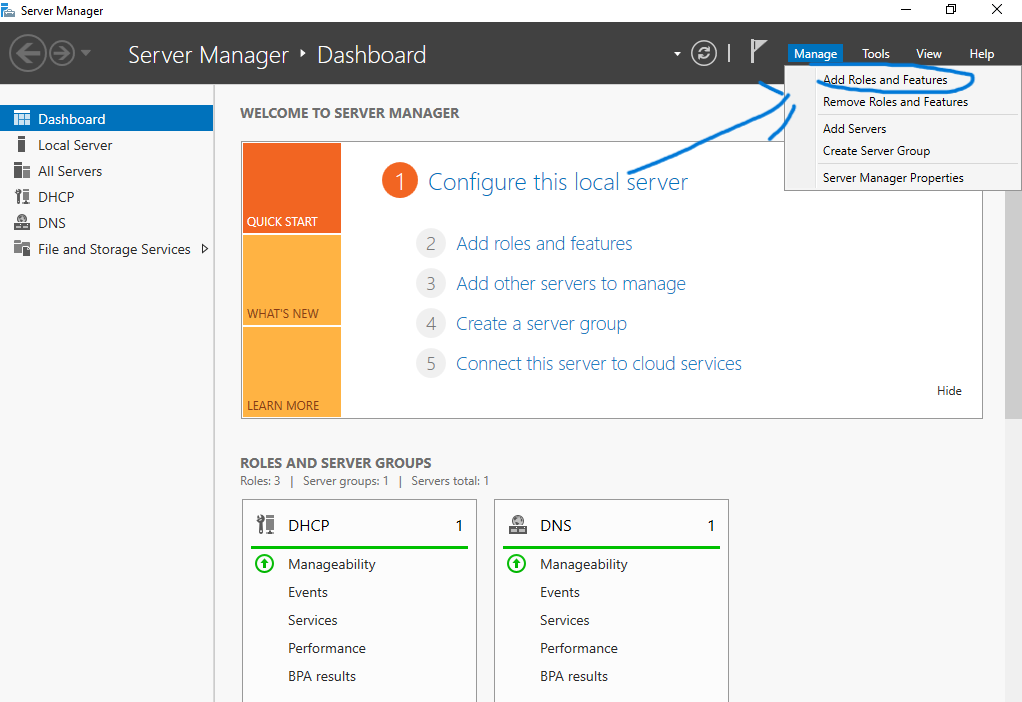 Server Manager
Server Manager ‣ Dashboard
Manage Tools View Help
Add Roles and Features
Remove Roles and Features
Add Servers
Create Server Group
Server Manager Properties
Dashboard
Local Server
All Servers
DHCP
DNS
File and Storage Services
WELCOME TO SERVER MANAGER
QUICK START
WHAT'S NEW
LEARN MORE
1 Configure this local server
2 Add roles and features
3 Add other servers to manage
4 Create a server group
5 Connect this server to cloud services
Hide
ROLES AND SERVER GROUPS
Roles: 3 | Server groups: 1 | Servers total: 1
DHCP 1
Manageability
Events
Services
Performance
BPA results
DNS 1
Manageability
Events
Services
Performance
BPA results